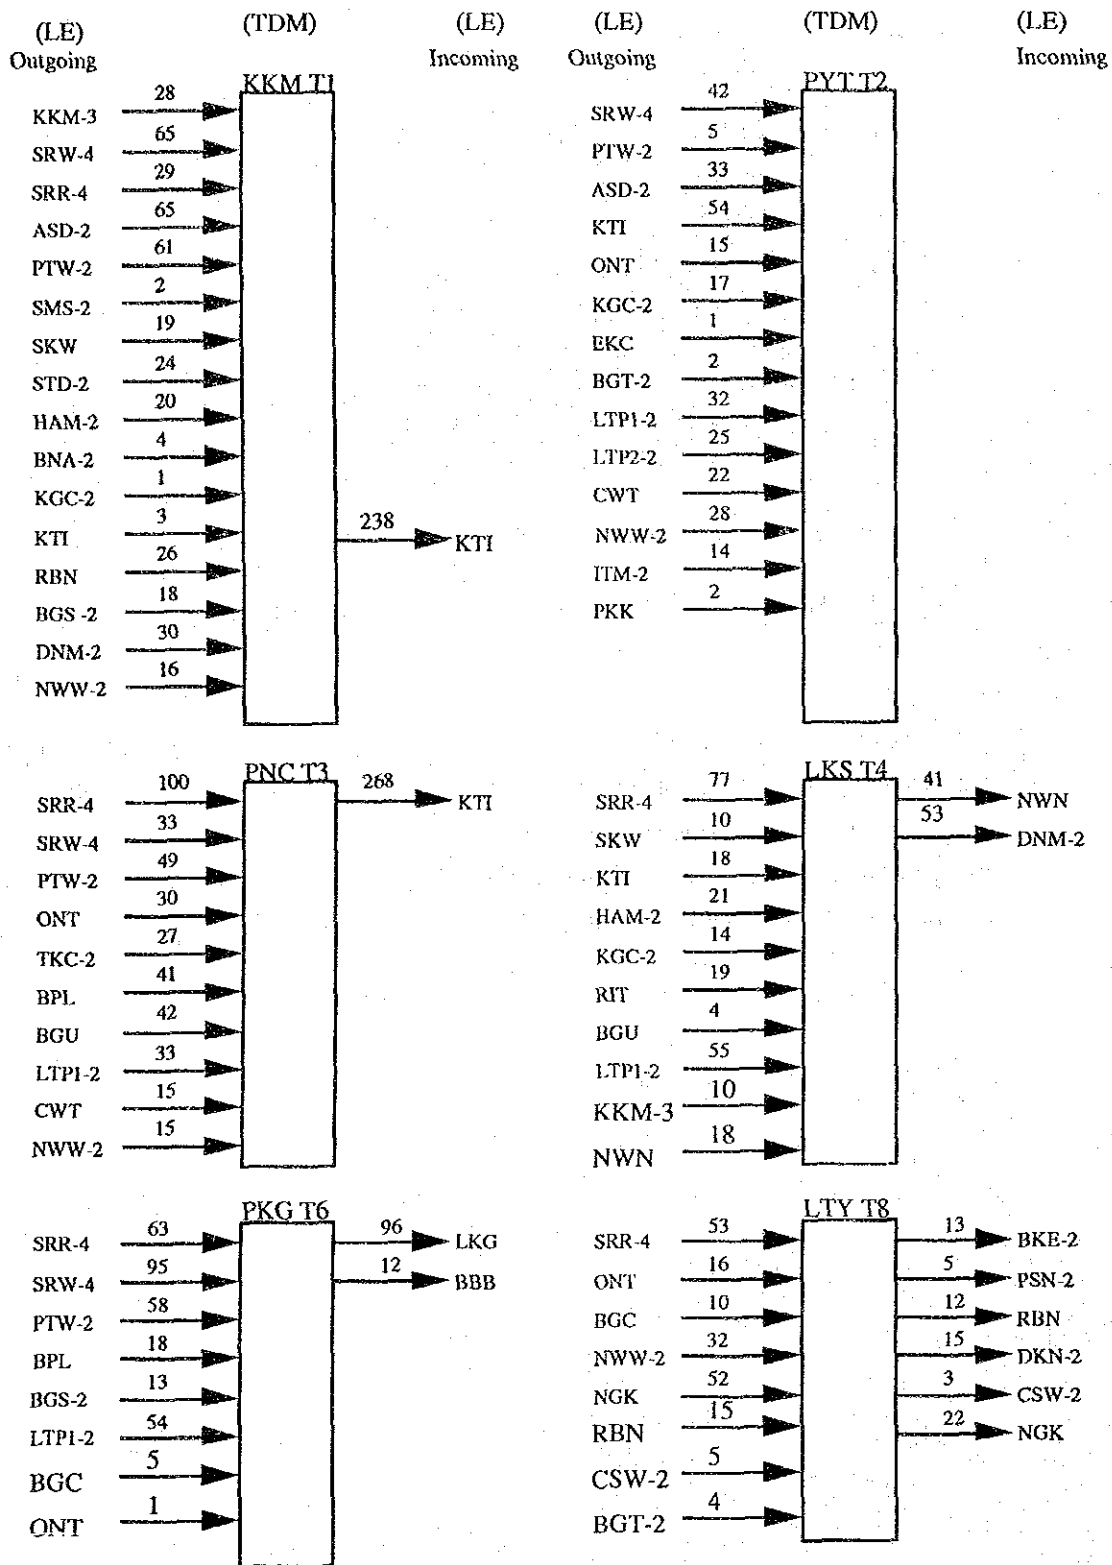 (LE) (TDM) (LE) (LE) (TDM) (LE)
Outgoing Incoming Outgoing Incoming
KKM T1
KKM-3 28
SRW-4 65
SRR-4 29
ASD-2 65
PTW-2 61
SMS-2 2
SKW 19
STD-2 24
HAM-2 20
BNA-2 4
KGC-2 1
KTI 3 238 KTI
RBN 26
BGS -2 18
DNM-2 30
NWW-2 16
PYT T2
SRW-4 42
PTW-2 5
ASD-2 33
KTI 54
ONT 15
KGC-2 17
EKC 1
BGT-2 2
LTP1-2 32
LTP2-2 25
CWT 22
NWW-2 28
ITM-2 14
PKK 2
PNC T3
SRR-4 100 268 KTI
SRW-4 33
PTW-2 49
ONT 30
TKC-2 27
BPL 41
BGU 42
LTP1-2 33
CWT 15
NWW-2 15
LKS T4
SRR-4 77 41 NWN
SKW 10 53 DNM-2
KTI 18
HAM-2 21
KGC-2 14
RIT 19
BGU 4
LTP1-2 55
KKM-3 10
NWN 18
PKG T6
SRR-4 63 96 LKG
SRW-4 95 12 BBB
PTW-2 58
BPL 18
BGS-2 13
LTP1-2 54
BGC 5
ONT 1
LTY T8
SRR-4 53 13 BKE-2
ONT 16 5 PSN-2
BGC 10 12 RBN
NWW-2 32 15 DKN-2
NGK 52 3 CSW-2
RBN 15 22 NGK
CSW-2 5
BGT-2 4